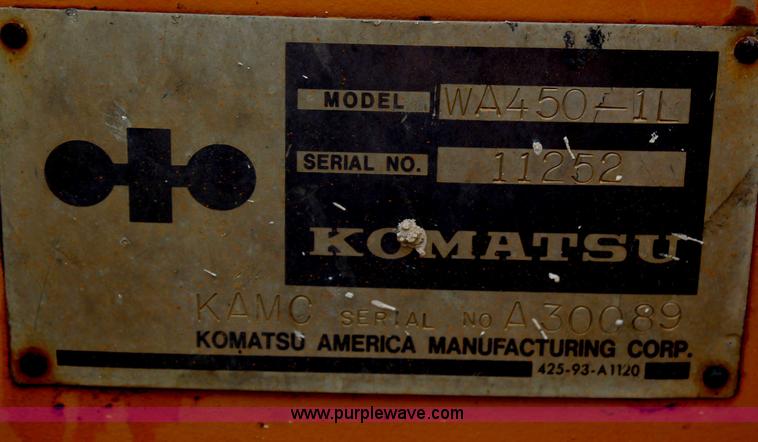 MODEL WA450-1L
SERIAL NO. 11252
KOMATSU
KAMC SERIAL NO A30089
KOMATSU AMERICA MANUFACTURING CORP.
425-93-A1120
www.purplewave.com